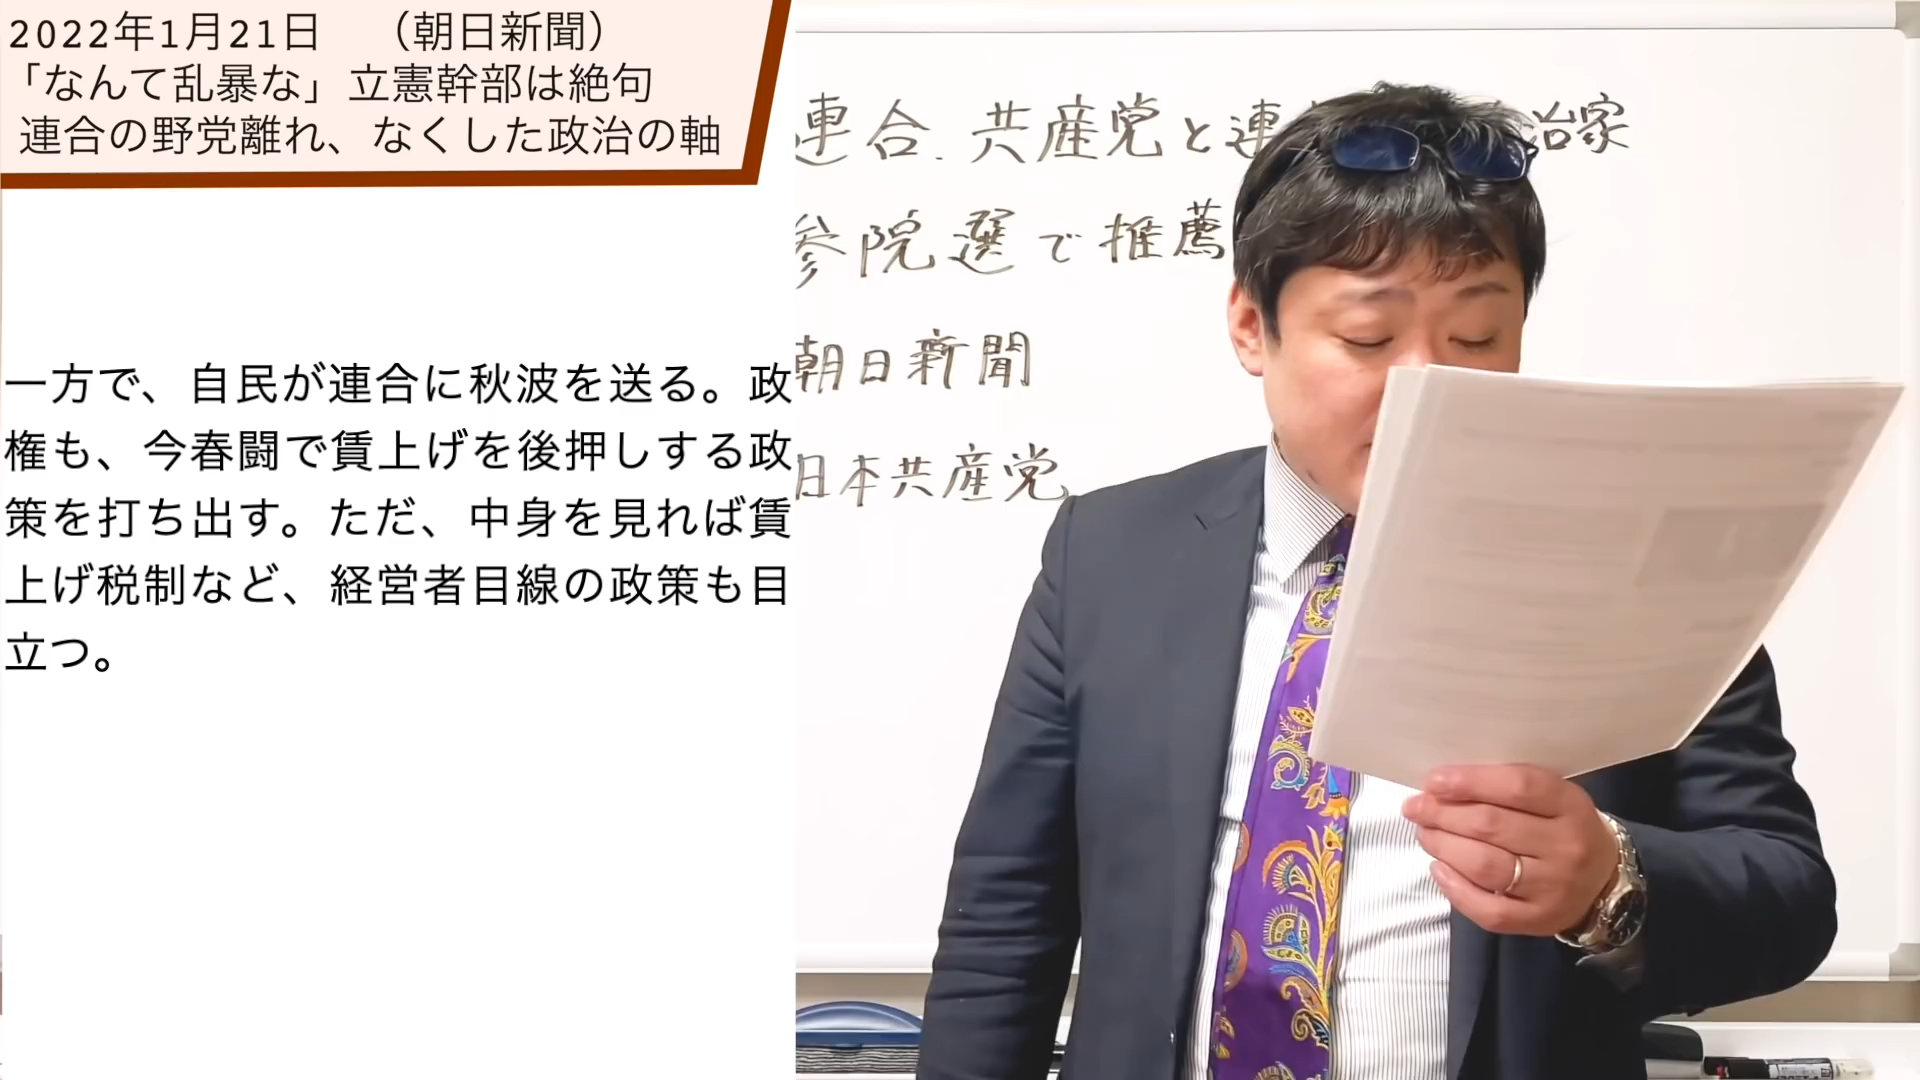 2022年1月21日　（朝日新聞）
「なんて乱暴な」立憲幹部は絶句
連合の野党離れ、なくした政治の軸
一方で、自民が連合に秋波を送る。政
権も、今春闘で賃上げを後押しする政
策を打ち出す。ただ、中身を見れば賃
上げ税制など、経営者目線の政策も目
立つ。
連合、共産党と連 治家
参院選で推薦
朝日新聞
日本共産党